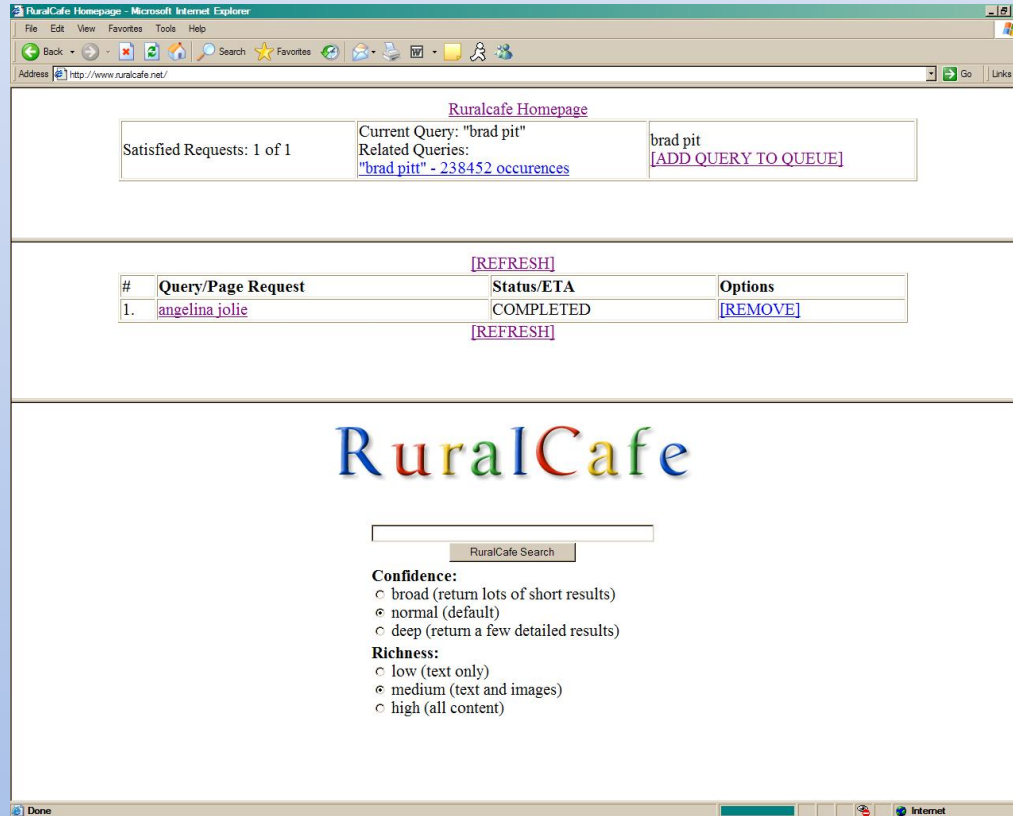 RuralCafe Homepage - Microsoft Internet Explorer
File Edit View Favorites Tools Help
Back Search Favorites
Address http://www.ruralcafe.net/ Go Links
Ruralcafe Homepage
Satisfied Requests: 1 of 1
Current Query: "brad pit"
Related Queries:
"brad pitt" - 238452 occurences
brad pit
[ADD QUERY TO QUEUE]
[REFRESH]
# Query/Page Request Status/ETA Options
1. angelina jolie COMPLETED [REMOVE]
[REFRESH]
RuralCafe
RuralCafe Search
Confidence:
broad (return lots of short results)
normal (default)
deep (return a few detailed results)
Richness:
low (text only)
medium (text and images)
high (all content)
Done Internet